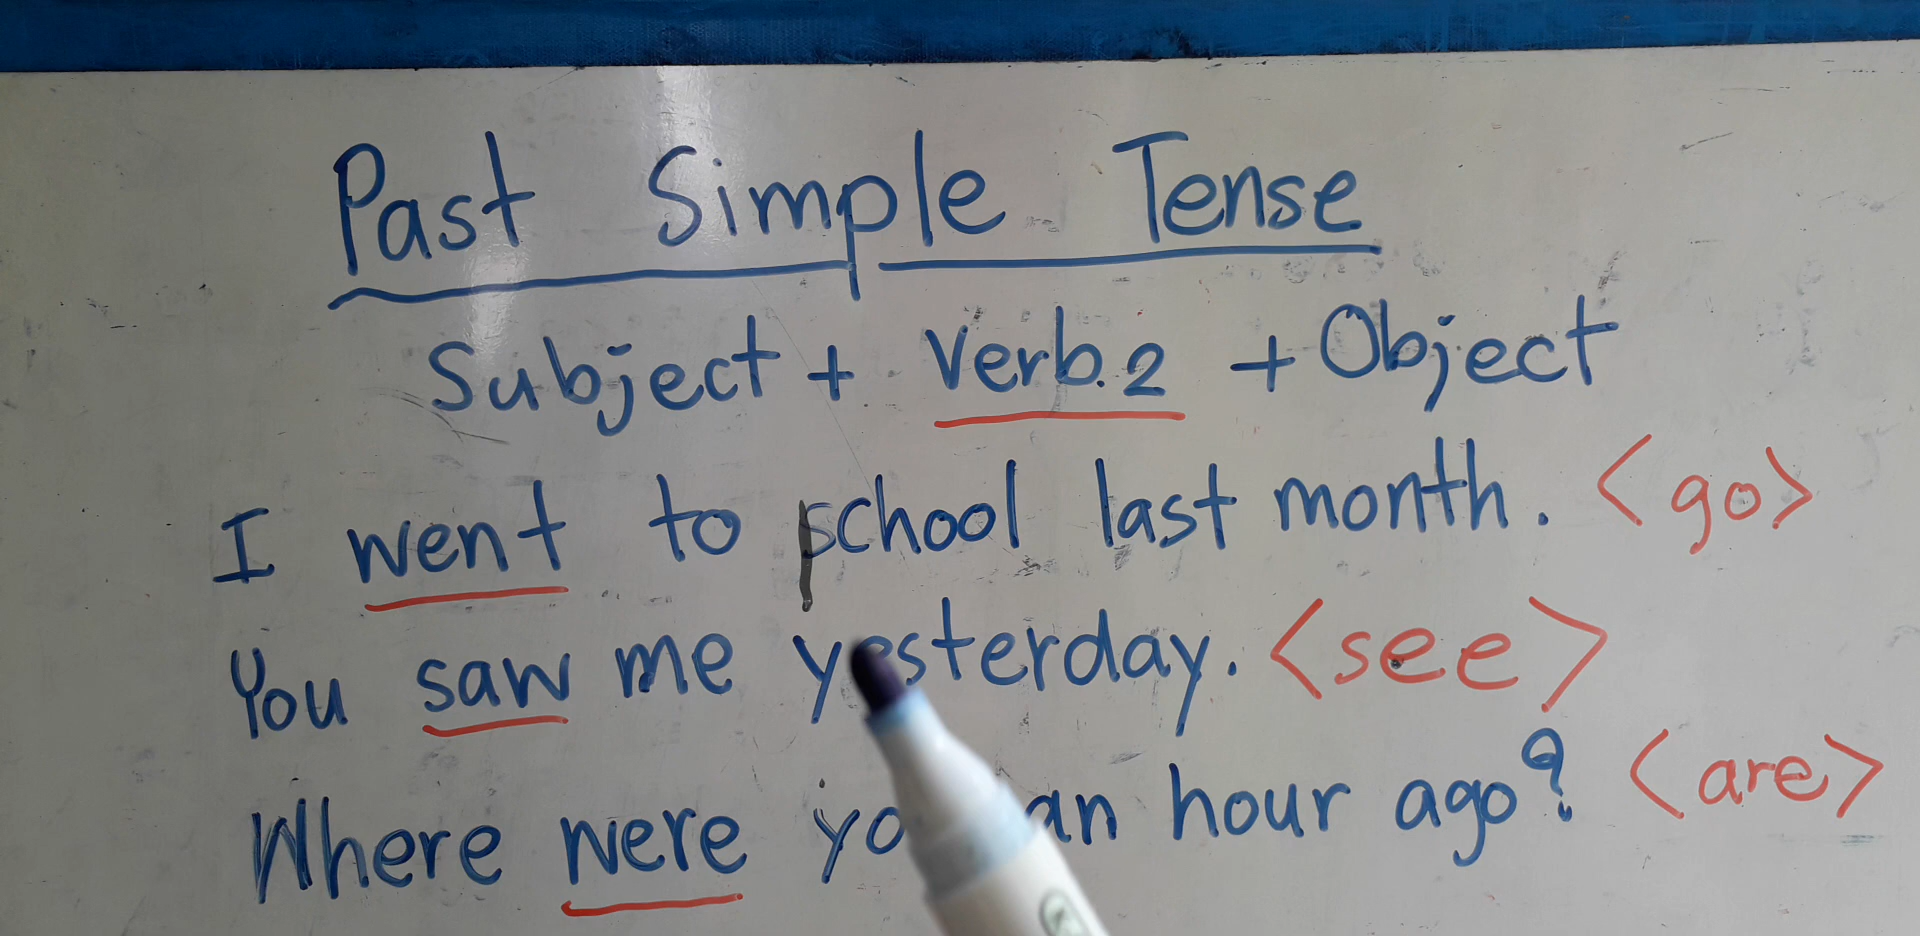 Past Simple Tense
Subject + Verb.2 + Object
I went to school last month. <go>
You saw me yesterday. <see>
Where were an hour ago? <are>